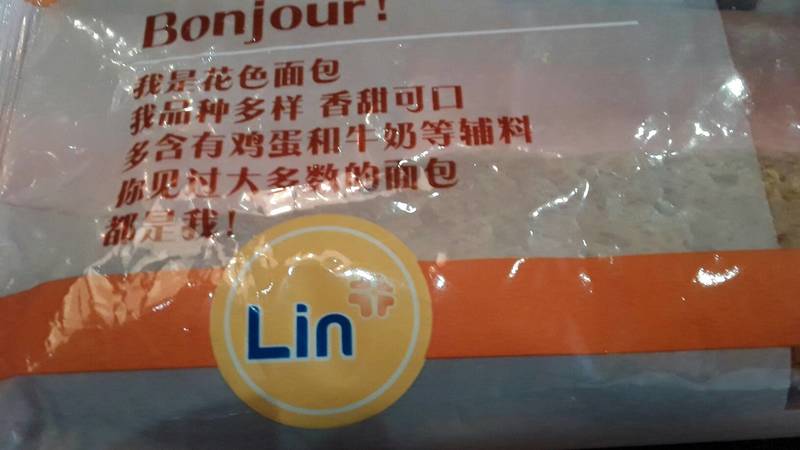 Bonjour!
我是花色面包
我品种多样 香甜可口
多含有鸡蛋和牛奶等辅料
你见过大多数的面包
都是我!
Lin